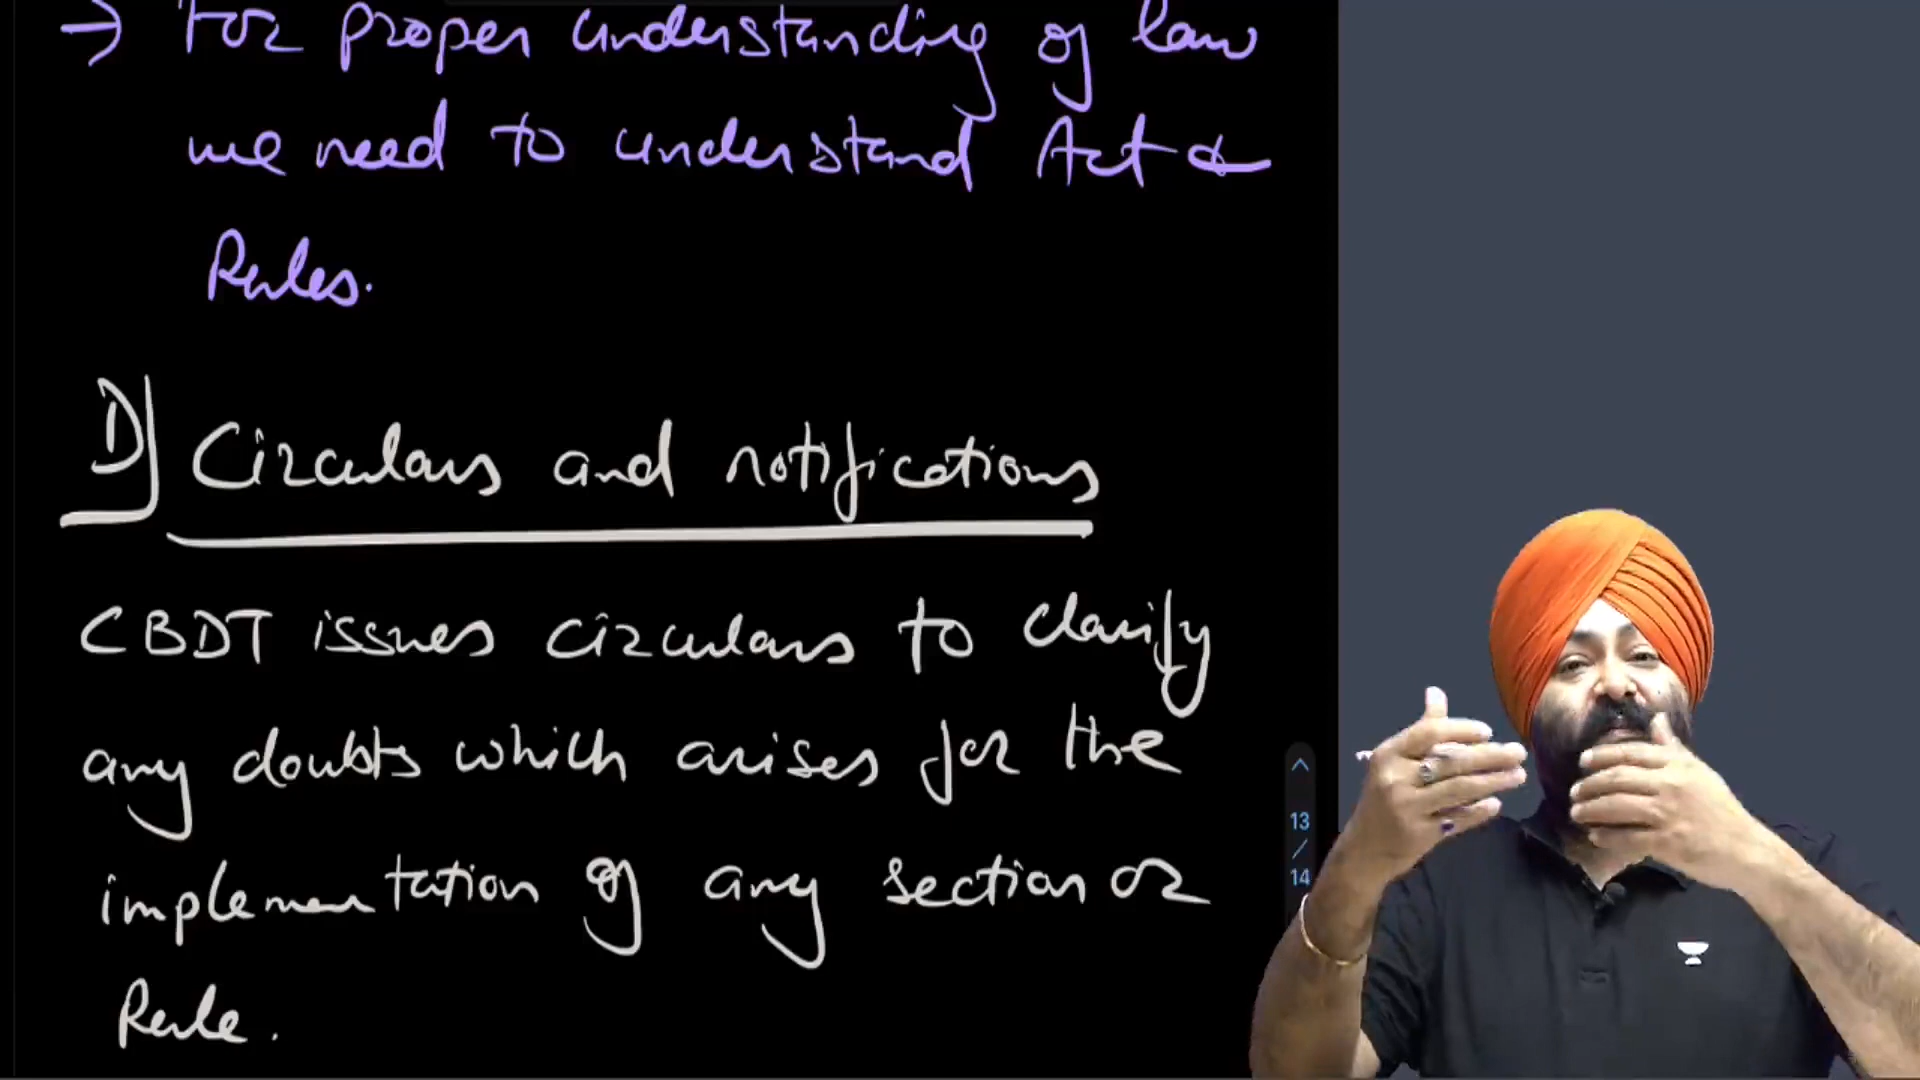 → For proper understanding of law
we need to understand Act &
Rules.
D) Circulars and notifications
CBDT issues circulars to clarify
any doubts which arises for the
implementation of any section or
Rule.
13
/
14